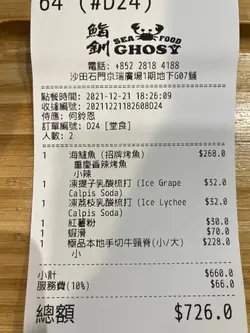 64 (#D24)
鮨釧
SEA FOOD
GHOSY
電話: +852 2818 4188
沙田石門京瑞廣場1期地下G07舖
點餐時間: 2021-12-21 18:26:09
收據編號: 20211221182608D24
侍應: 何鈴恩
訂單編號: D24 [堂食]
人數: 2
1 海鱸魚 (招牌烤魚) $268.0
重慶香辣烤魚
小辣
1 凍提子乳酸梳打 (Ice Grape $32.0
Calpis Soda)
1 凍荔枝乳酸梳打 (Ice Lychee $32.0
Calpis Soda)
1 紅薯粉 $30.0
1 蝦滑 $70.0
1 極品本地手切牛頸脊(小/大) $228.0
小
小計 $660.0
服務費(10%) $66.0
總額 $726.0